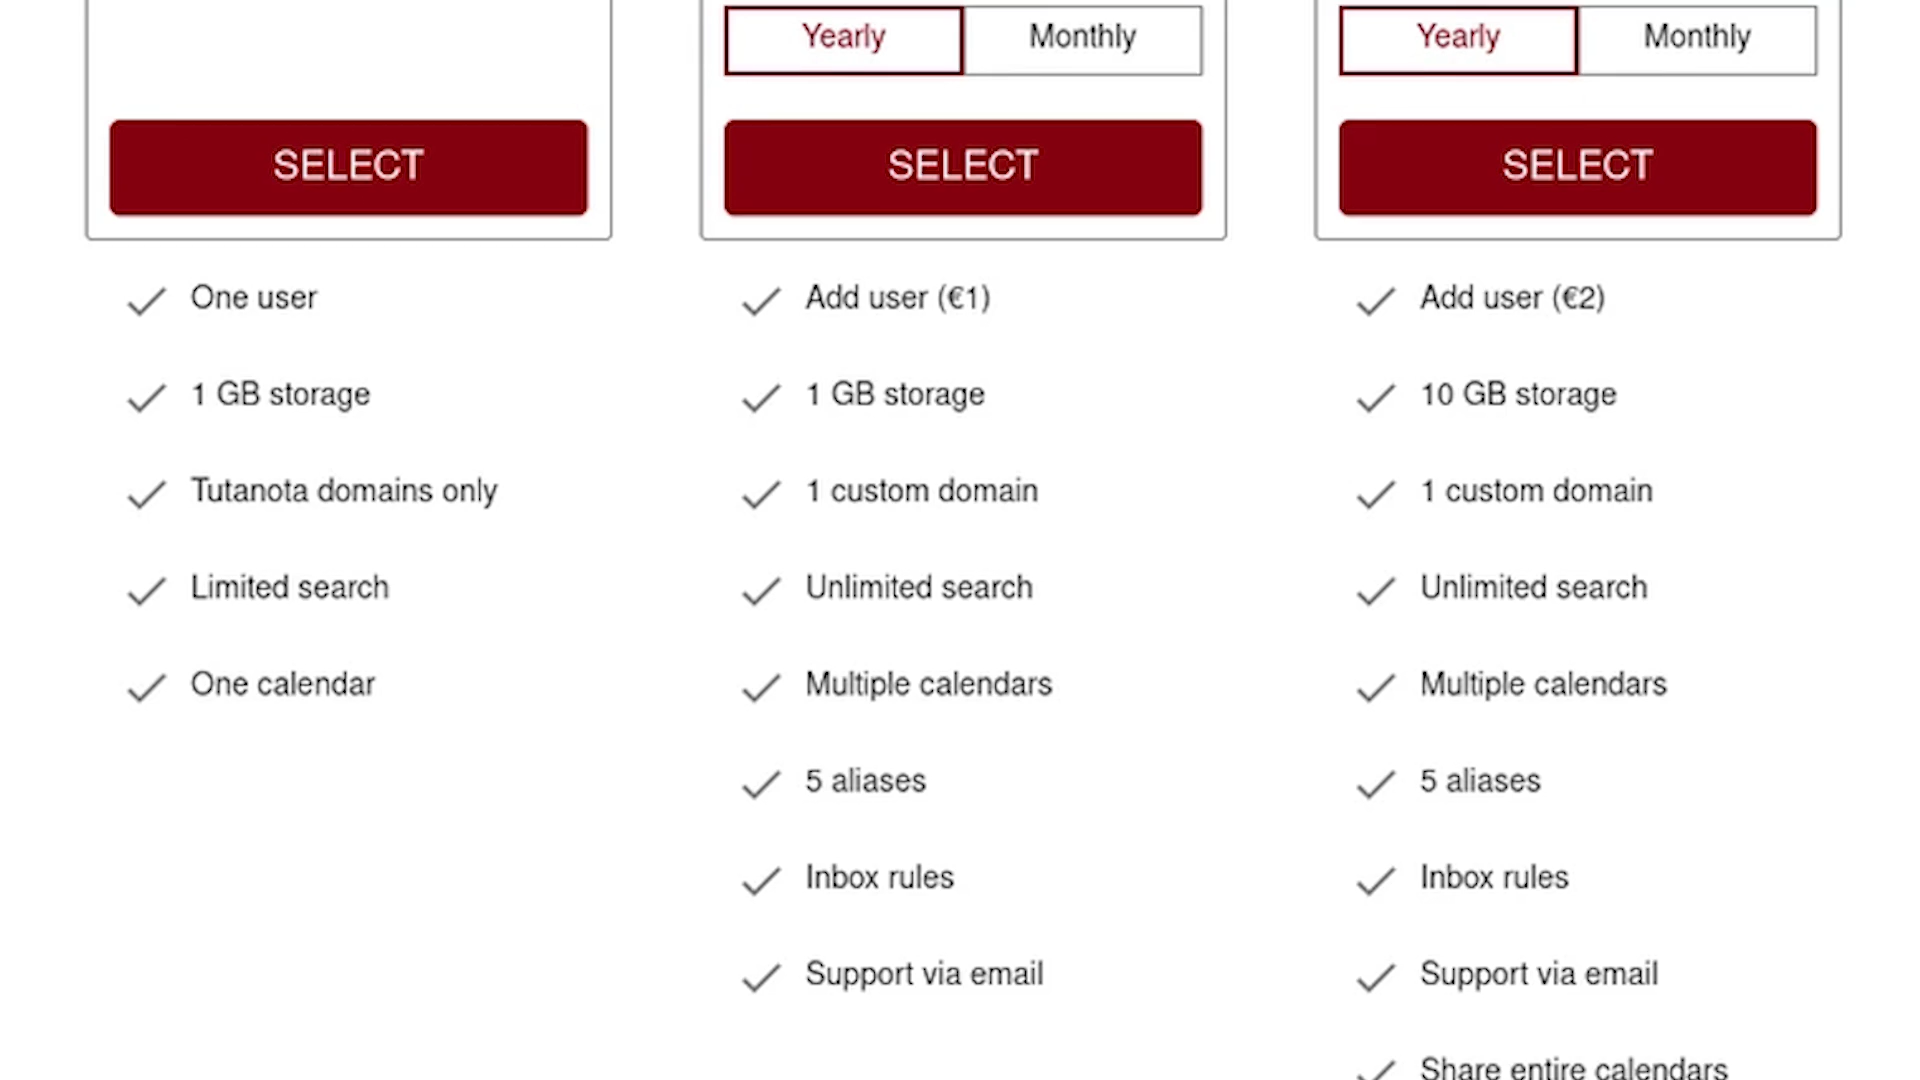 Yearly
Monthly
Yearly
Monthly
SELECT
SELECT
SELECT
One user
1 GB storage
Tutanota domains only
Limited search
One calendar
Add user (€1)
1 GB storage
1 custom domain
Unlimited search
Multiple calendars
5 aliases
Inbox rules
Support via email
Add user (€2)
10 GB storage
1 custom domain
Unlimited search
Multiple calendars
5 aliases
Inbox rules
Support via email
Share entire calendars